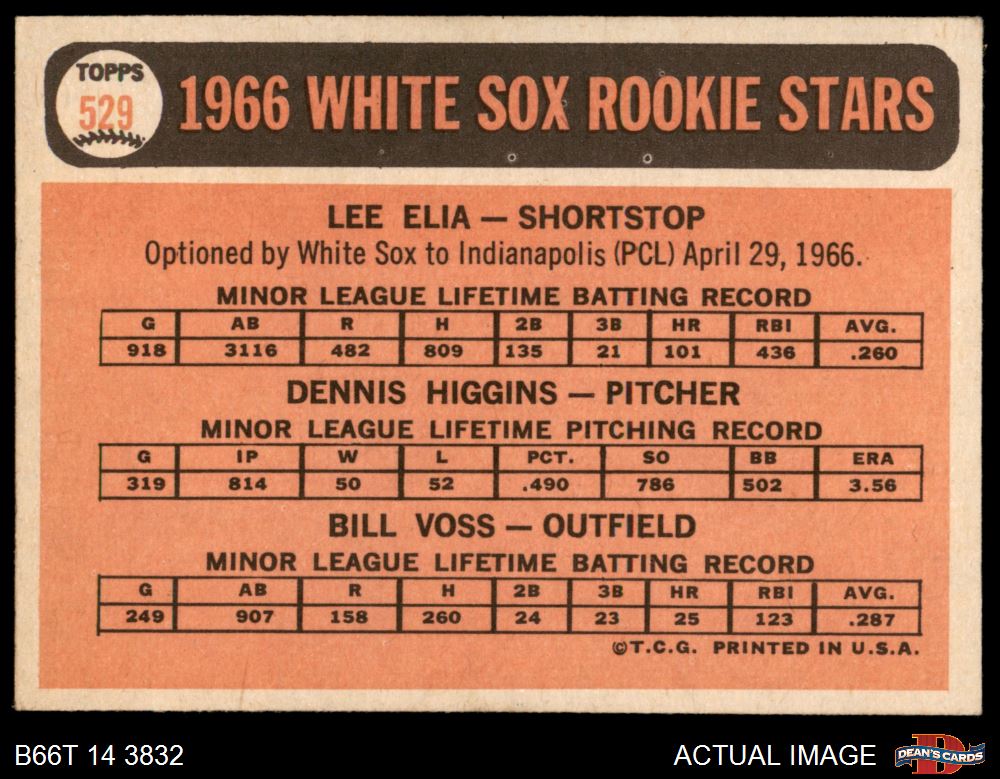 TOPPS
529
1966 WHITE SOX ROOKIE STARS
LEE ELIA — SHORTSTOP
Optioned by White Sox to Indianapolis (PCL) April 29, 1966.
MINOR LEAGUE LIFETIME BATTING RECORD
G AB R H 2B 3B HR RBI AVG.
918 3116 482 809 135 21 101 436 .260
DENNIS HIGGINS — PITCHER
MINOR LEAGUE LIFETIME PITCHING RECORD
G IP W L PCT. SO BB ERA
319 814 50 52 .490 786 502 3.56
BILL VOSS — OUTFIELD
MINOR LEAGUE LIFETIME BATTING RECORD
G AB R H 2B 3B HR RBI AVG.
249 907 158 260 24 23 25 123 .287
©T.C.G. PRINTED IN U.S.A.
B66T 14 3832
ACTUAL IMAGE
D
DEAN'S CARDS